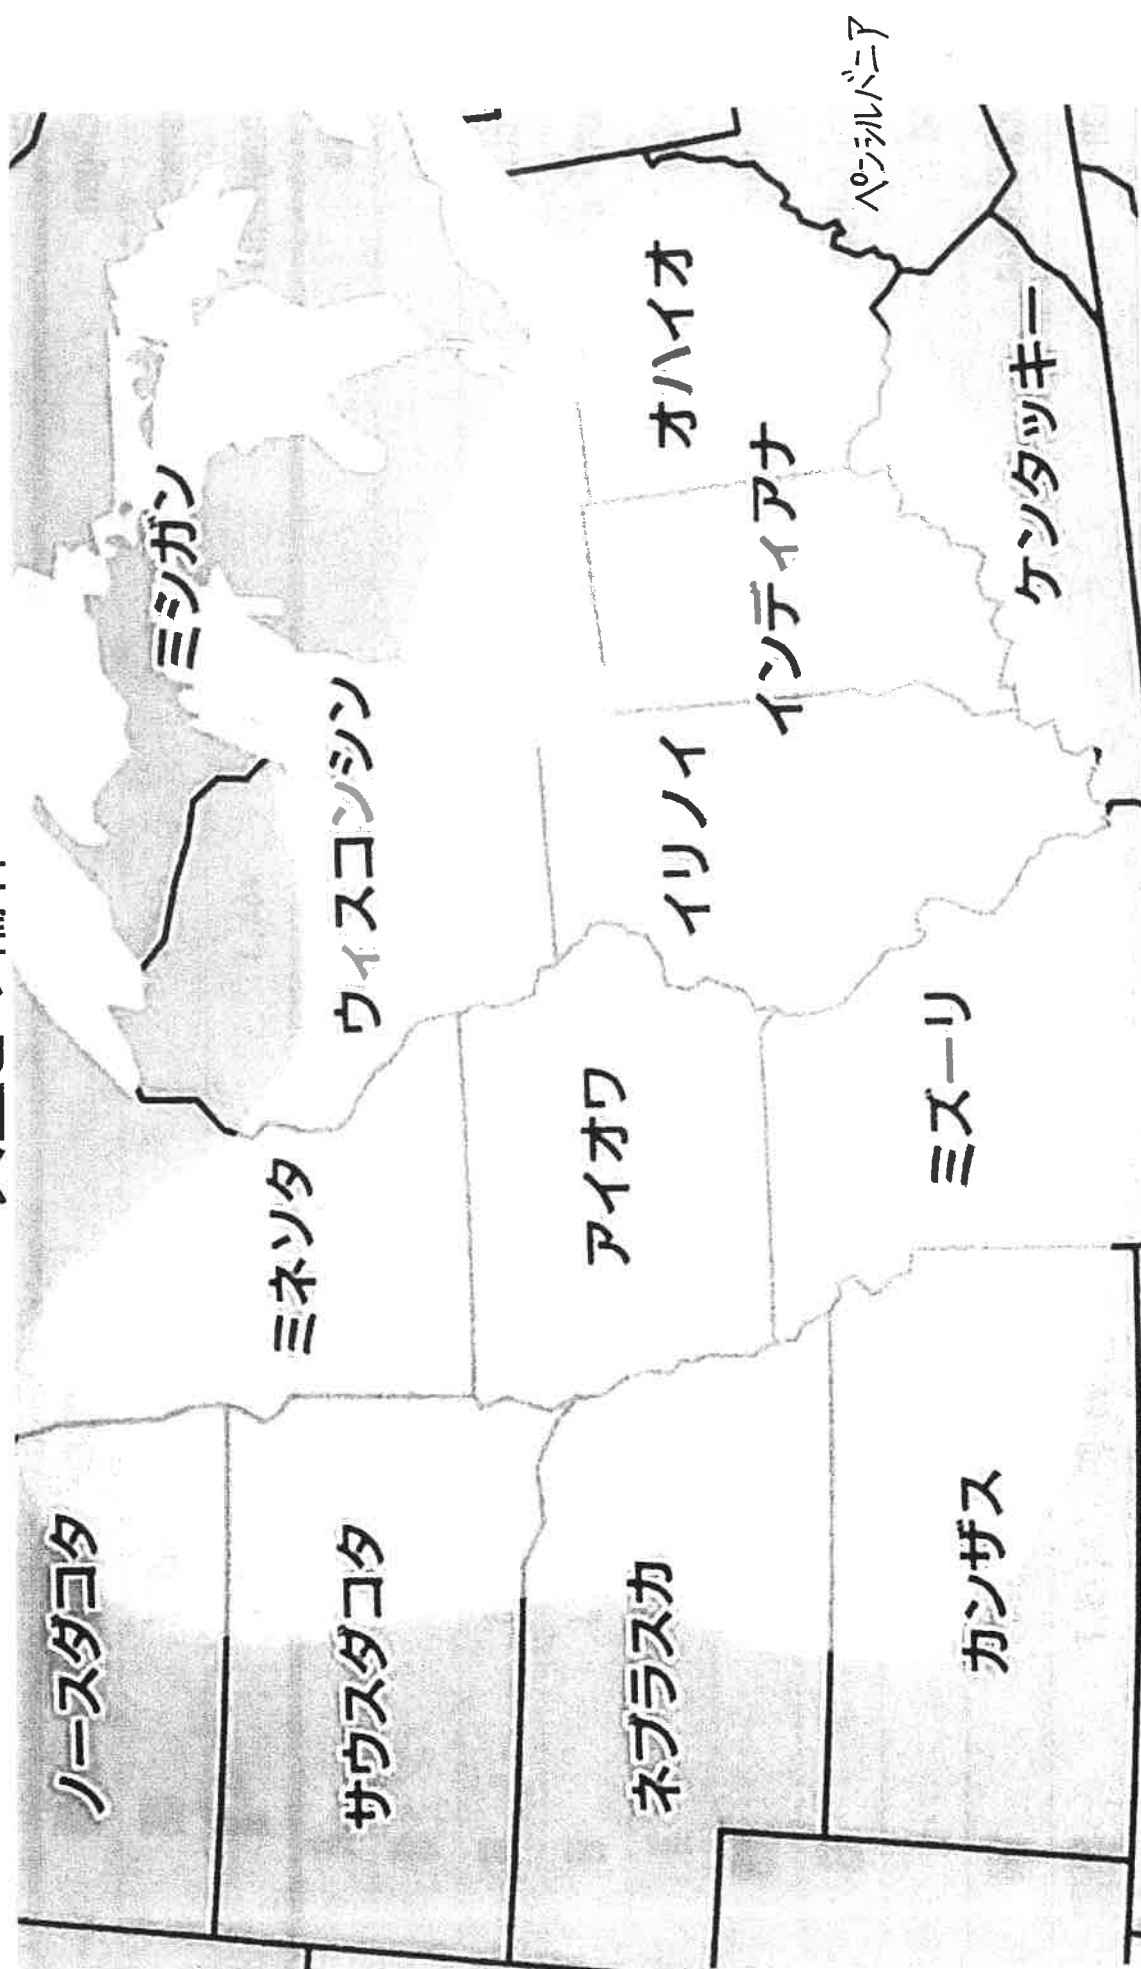 ノースダコタ
ミネソタ
ミシガン
サウスダコタ
ウィスコンシン
ネブラスカ
アイオワ
イリノイ
インディアナ
オハイオ
カンザス
ミズーリ
ケンタッキー
ペンシルバニア